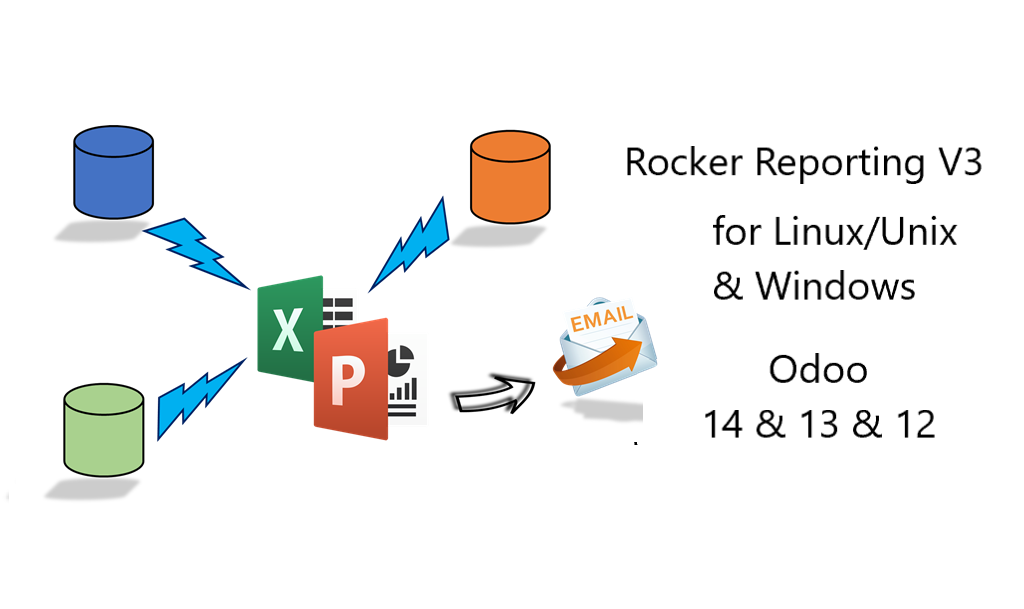 Rocker Reporting V3
for Linux/Unix
& Windows
X
P
EMAIL
Odoo
14 & 13 & 12